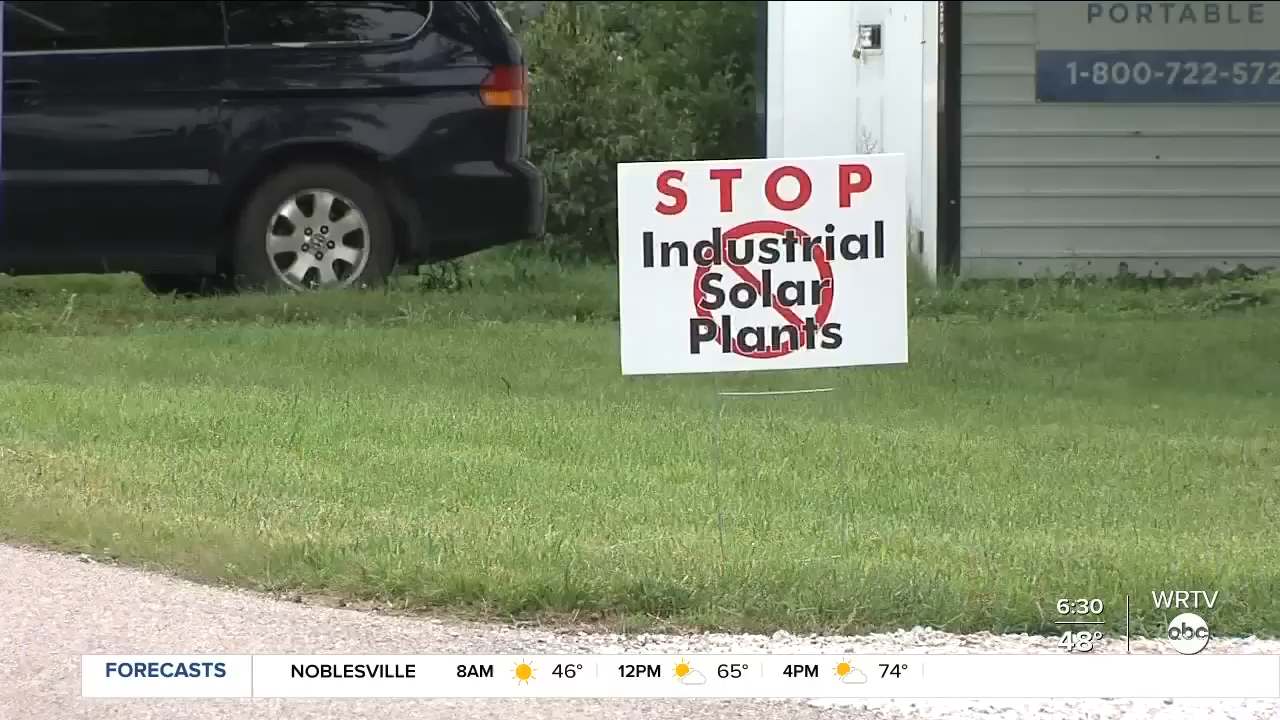 PORTABLE
1-800-722-572
STOP
Industrial
Solar
Plants
6:30
48°
WRTV
abc
FORECASTS NOBLESVILLE 8AM 46° 12PM 65° 4PM 74°